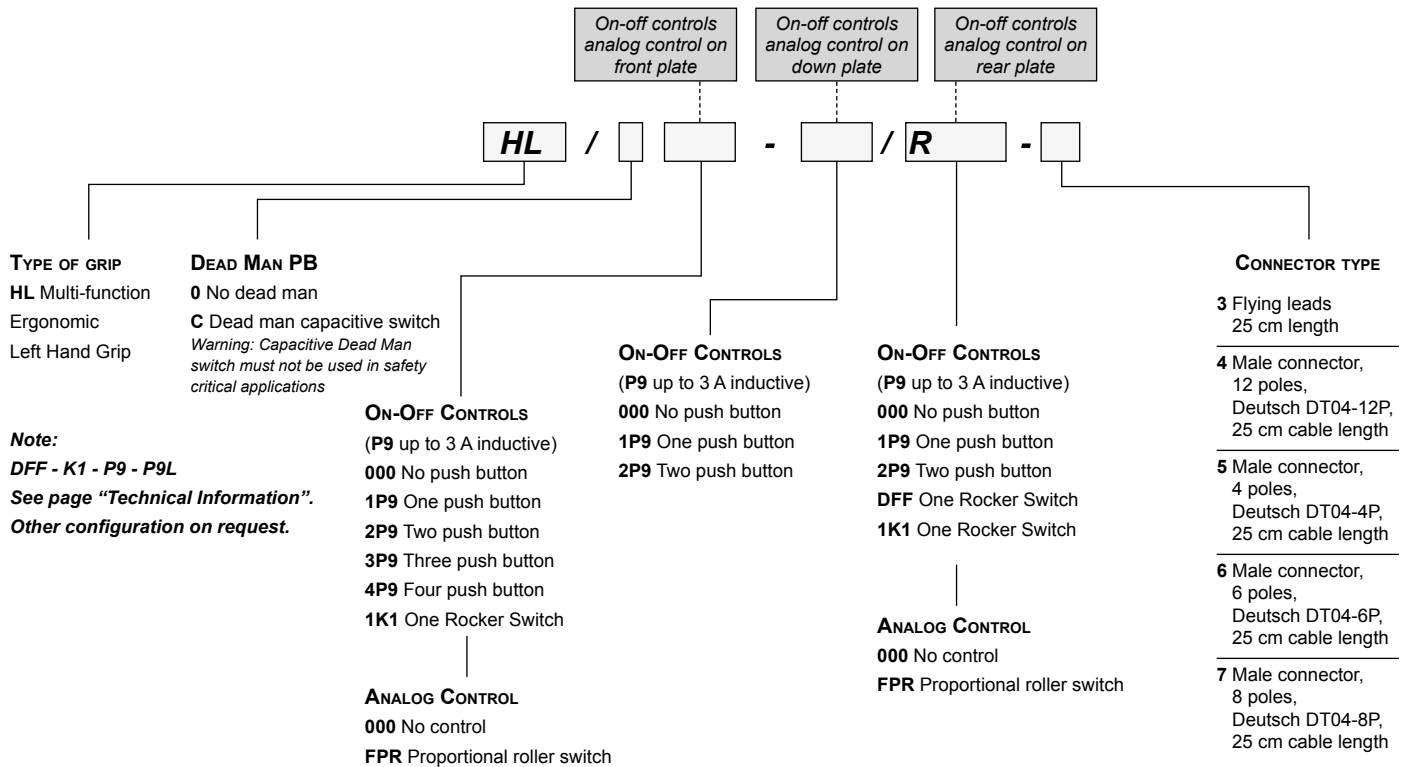 On-off controls
analog control on
front plate
On-off controls
analog control on
down plate
On-off controls
analog control on
rear plate
HL / - / R -
TYPE OF GRIP
HL Multi-function
Ergonomic
Left Hand Grip
DEAD MAN PB
0 No dead man
C Dead man capacitive switch
Warning: Capacitive Dead Man
switch must not be used in safety
critical applications
Note:
DFF - K1 - P9 - P9L
See page “Technical Information”.
Other configuration on request.
ON-OFF CONTROLS
(P9 up to 3 A inductive)
000 No push button
1P9 One push button
2P9 Two push button
3P9 Three push button
4P9 Four push button
1K1 One Rocker Switch
ANALOG CONTROL
000 No control
FPR Proportional roller switch
ON-OFF CONTROLS
(P9 up to 3 A inductive)
000 No push button
1P9 One push button
2P9 Two push button
ON-OFF CONTROLS
(P9 up to 3 A inductive)
000 No push button
1P9 One push button
2P9 Two push button
DFF One Rocker Switch
1K1 One Rocker Switch
ANALOG CONTROL
000 No control
FPR Proportional roller switch
CONNECTOR TYPE
3 Flying leads
25 cm length
4 Male connector,
12 poles,
Deutsch DT04-12P,
25 cm cable length
5 Male connector,
4 poles,
Deutsch DT04-4P,
25 cm cable length
6 Male connector,
6 poles,
Deutsch DT04-6P,
25 cm cable length
7 Male connector,
8 poles,
Deutsch DT04-8P,
25 cm cable length